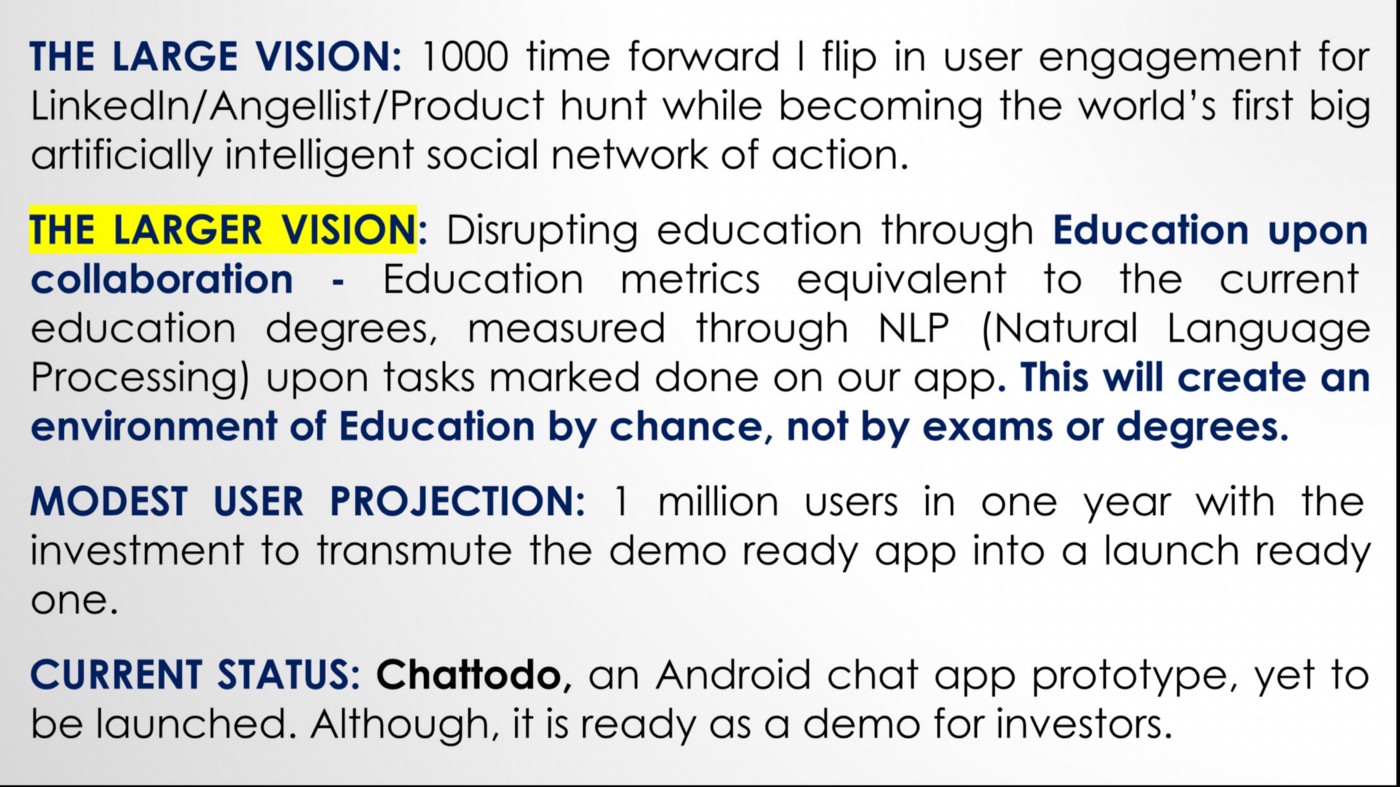 THE LARGE VISION: 1000 time forward l flip in user engagement for
LinkedIn/Angellist/Product hunt while becoming the world’s first big
artificially intelligent social network of action.
THE LARGER VISION: Disrupting education through Education upon
collaboration - Education metrics equivalent to the current
education degrees, measured through NLP (Natural Language
Processing) upon tasks marked done on our app. This will create an
environment of Education by chance, not by exams or degrees.
MODEST USER PROJECTION: 1 million users in one year with the
investment to transmute the demo ready app into a launch ready
one.
CURRENT STATUS: Chattodo, an Android chat app prototype, yet to
be launched. Although, it is ready as a demo for investors.